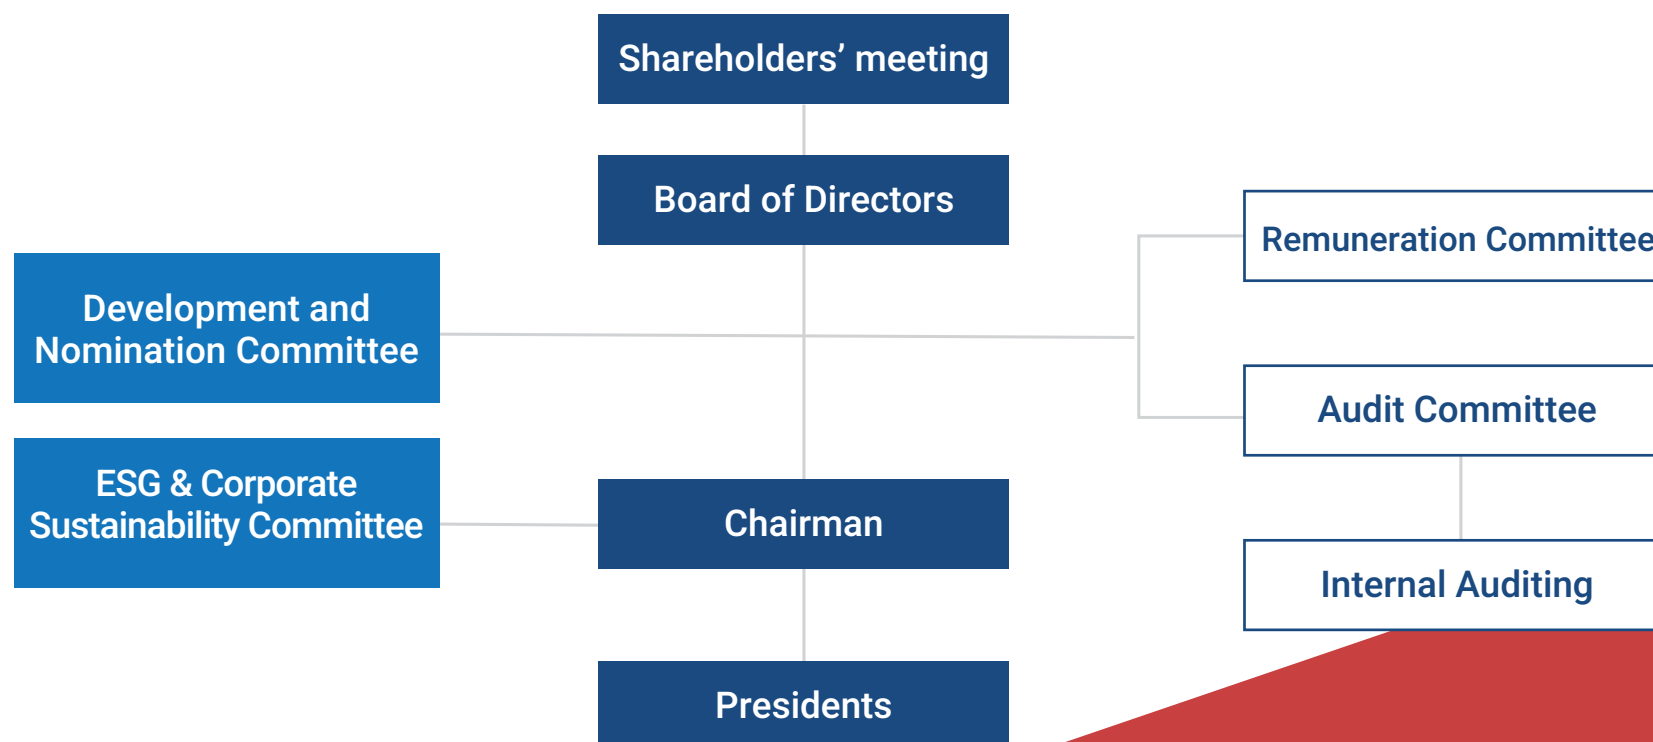 Shareholders’ meeting
Board of Directors
Remuneration Committee
Development and
Nomination Committee
Audit Committee
ESG & Corporate
Sustainability Committee
Chairman
Internal Auditing
Presidents